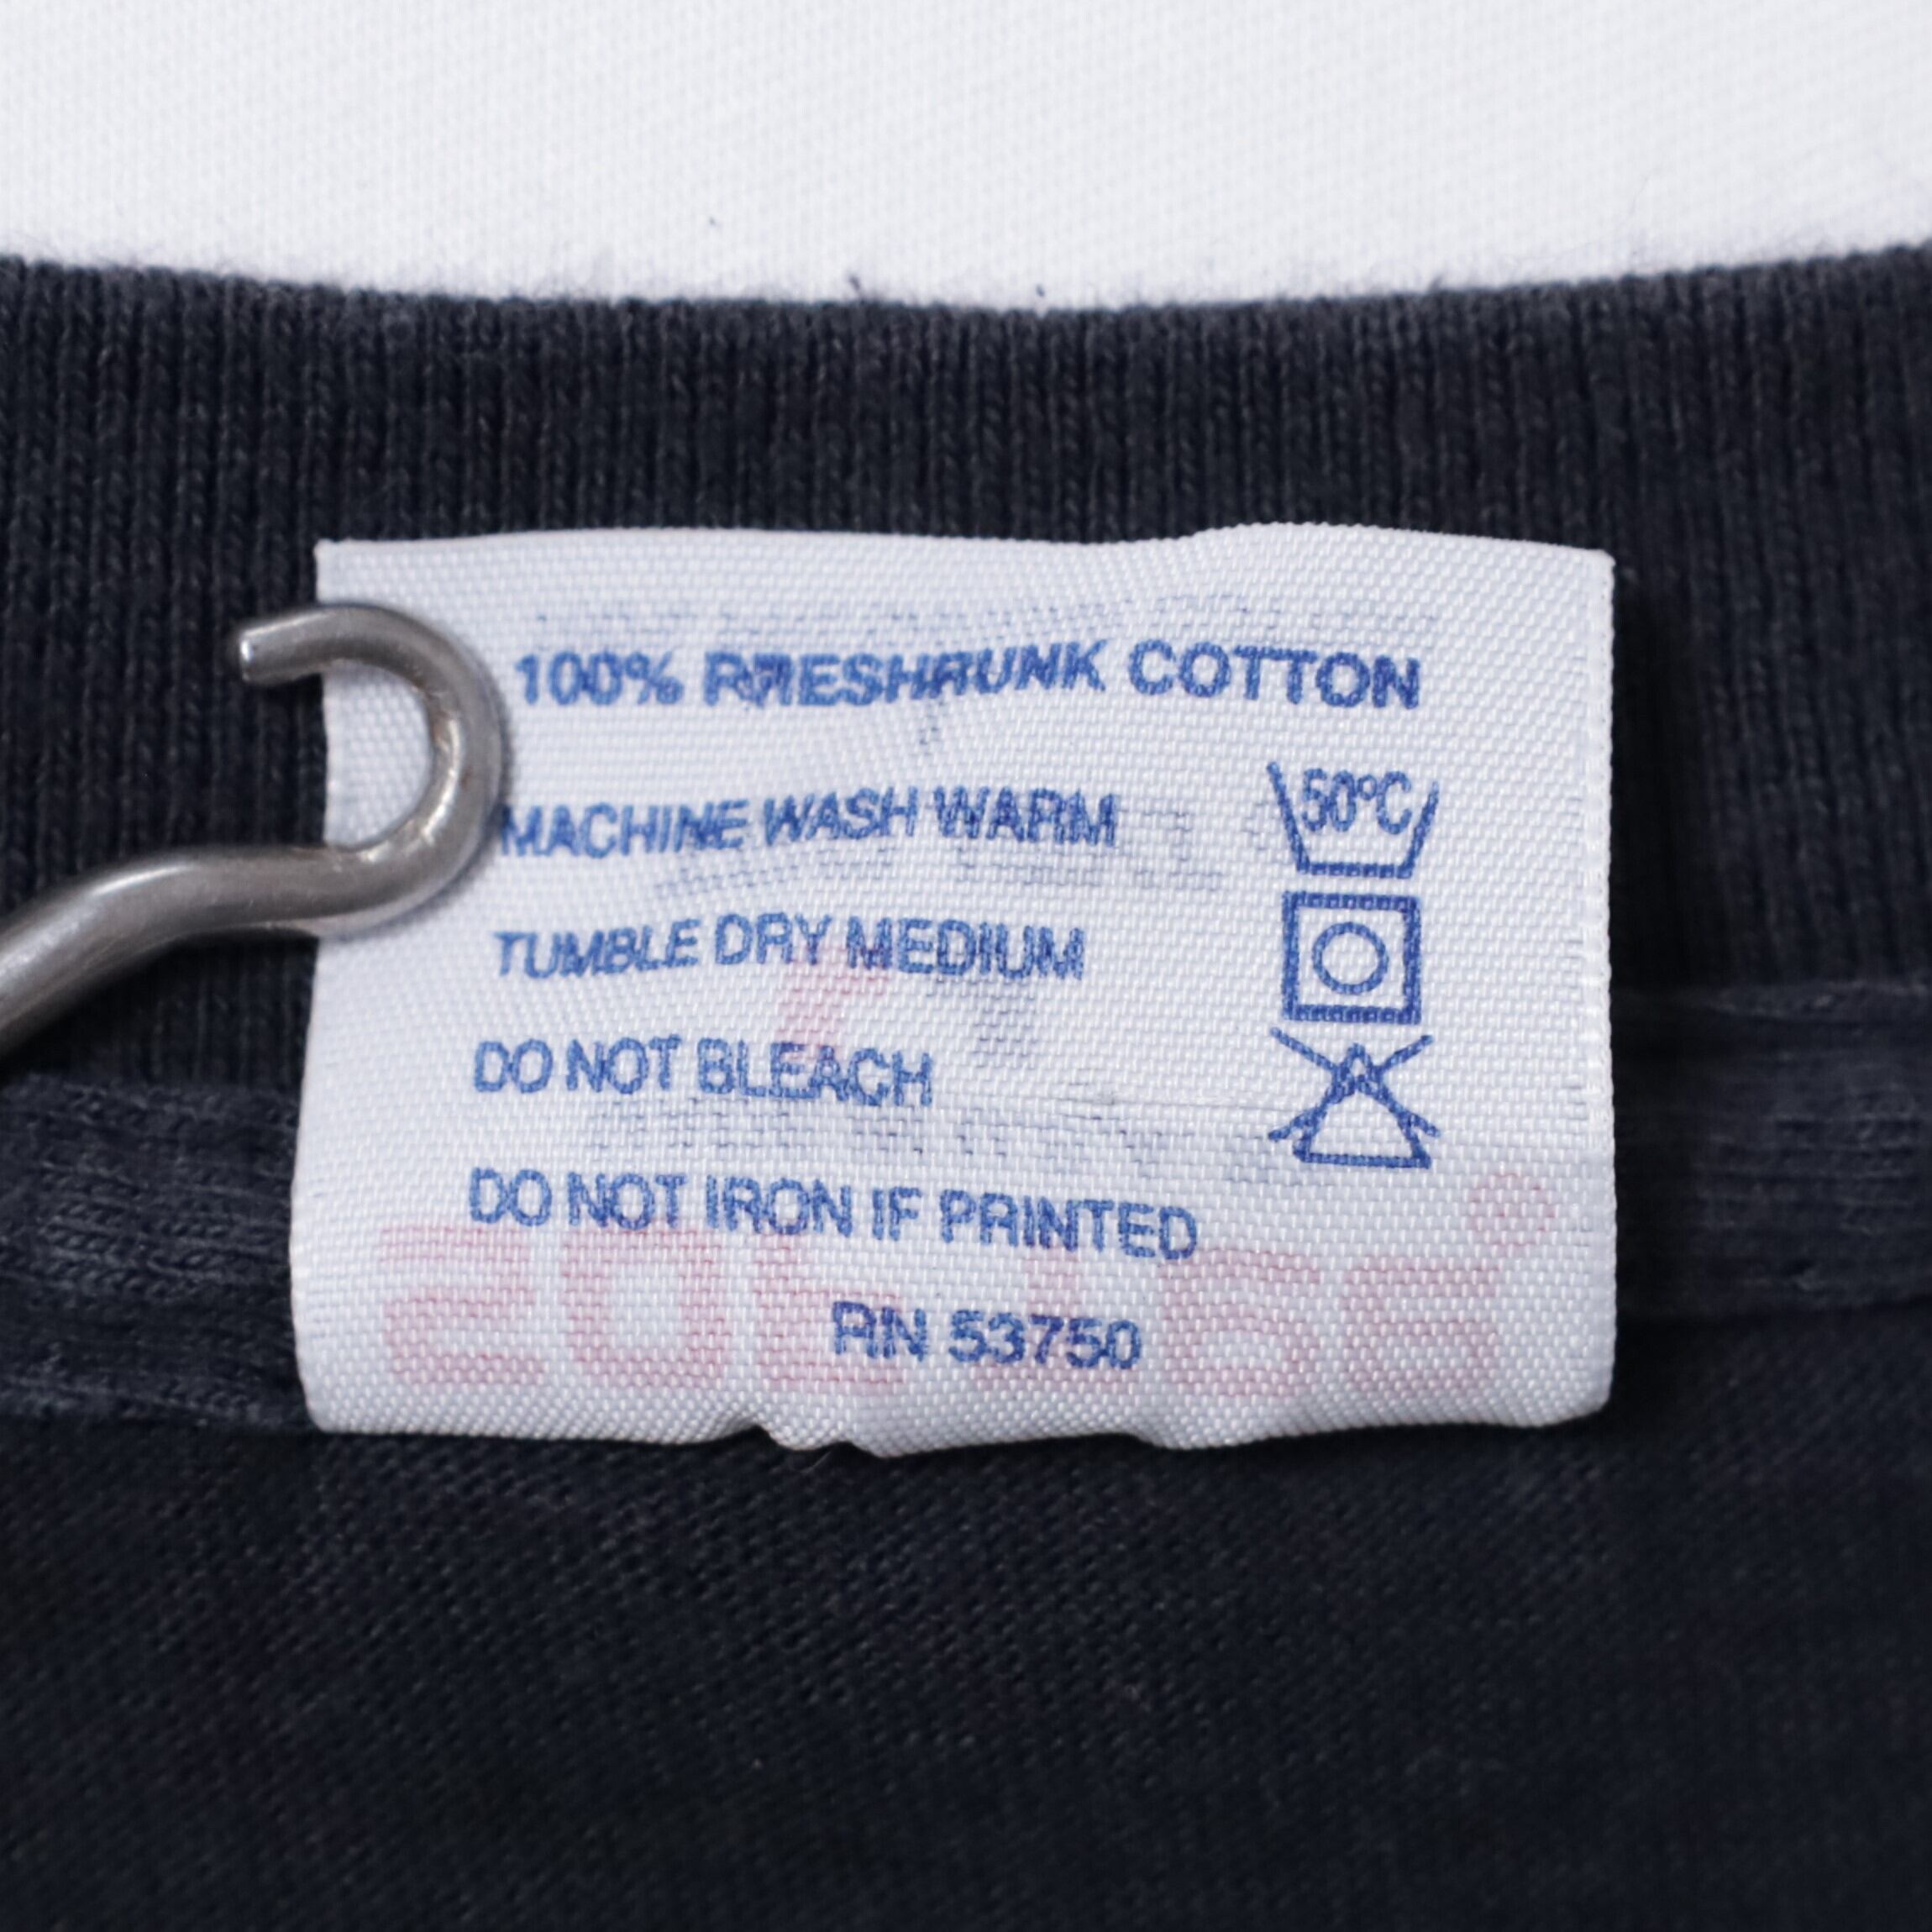 100% PRESHRUNK COTTON
MACHINE WASH WARM
50°C
TUMBLE DRY MEDIUM
DO NOT BLEACH
DO NOT IRON IF PRINTED
RN 53750